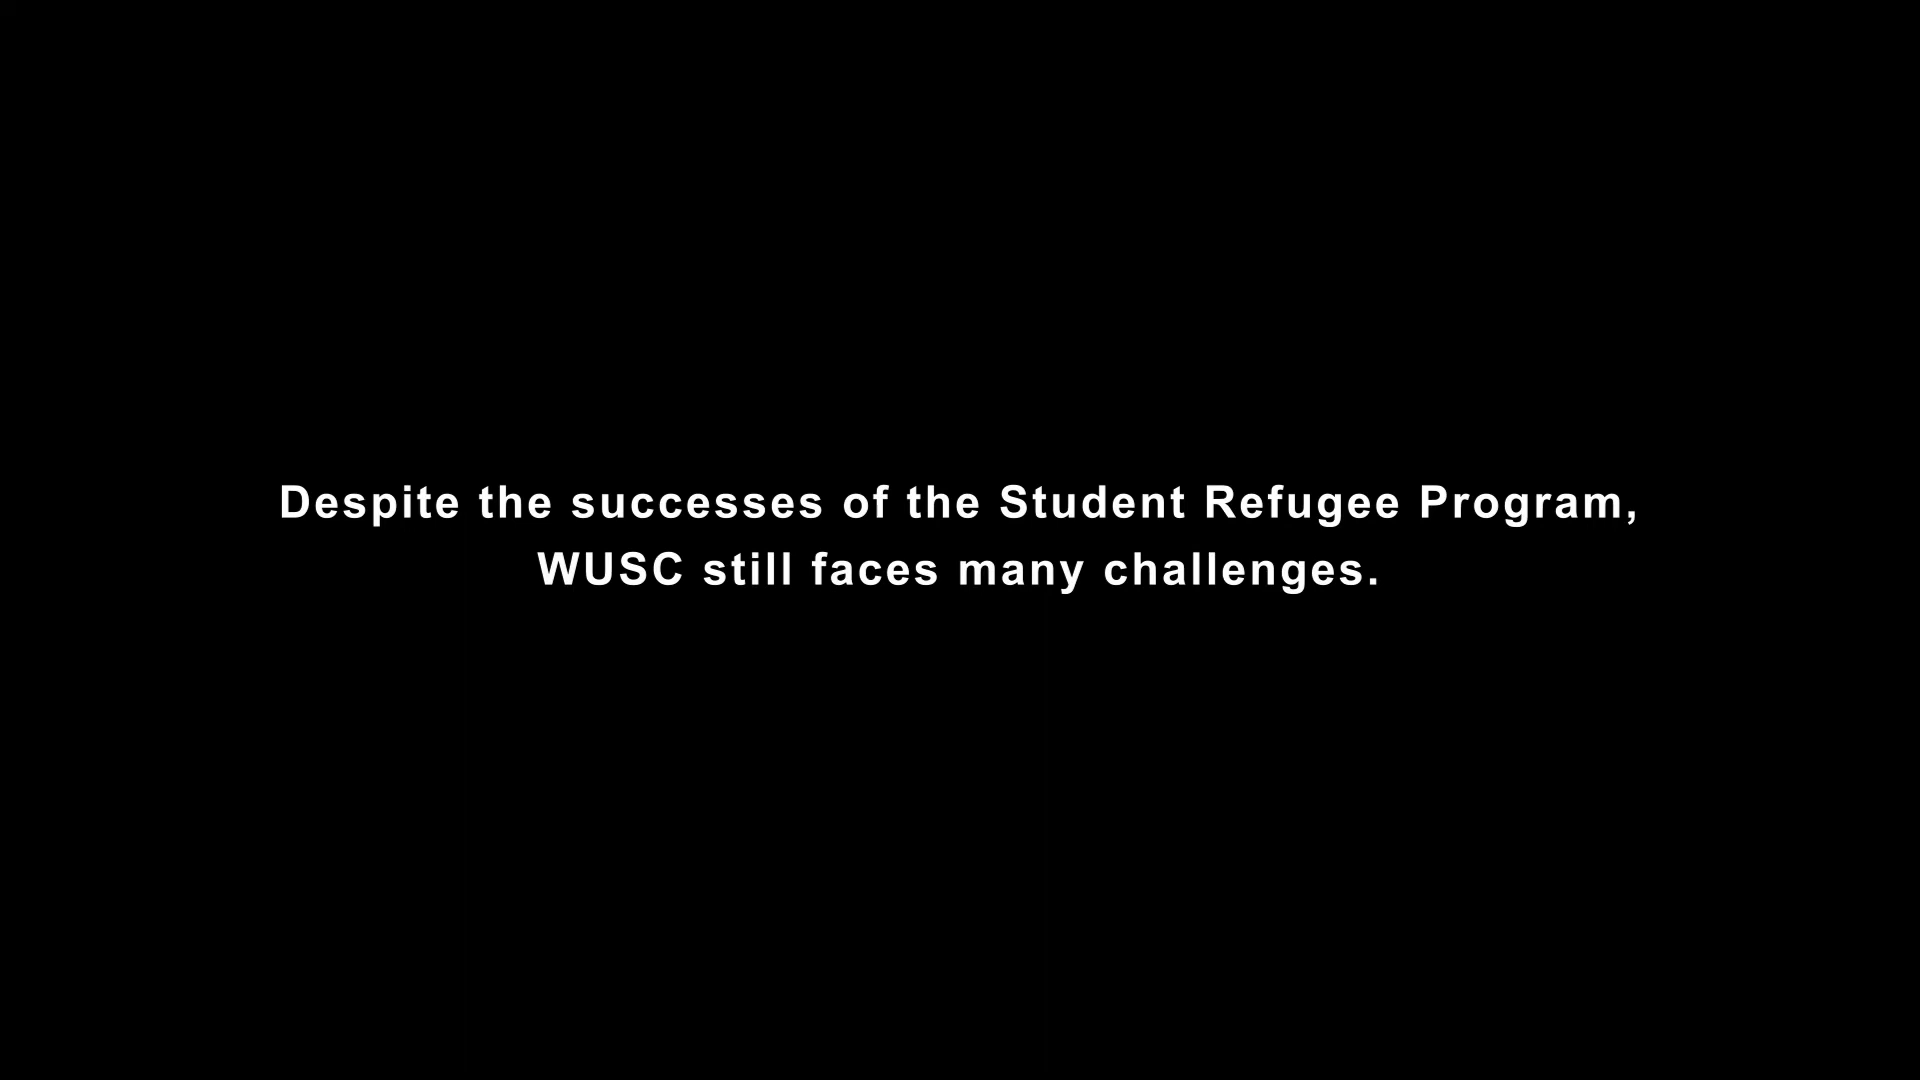 Despite the successes of the Student Refugee Program,
WUSC still faces many challenges.